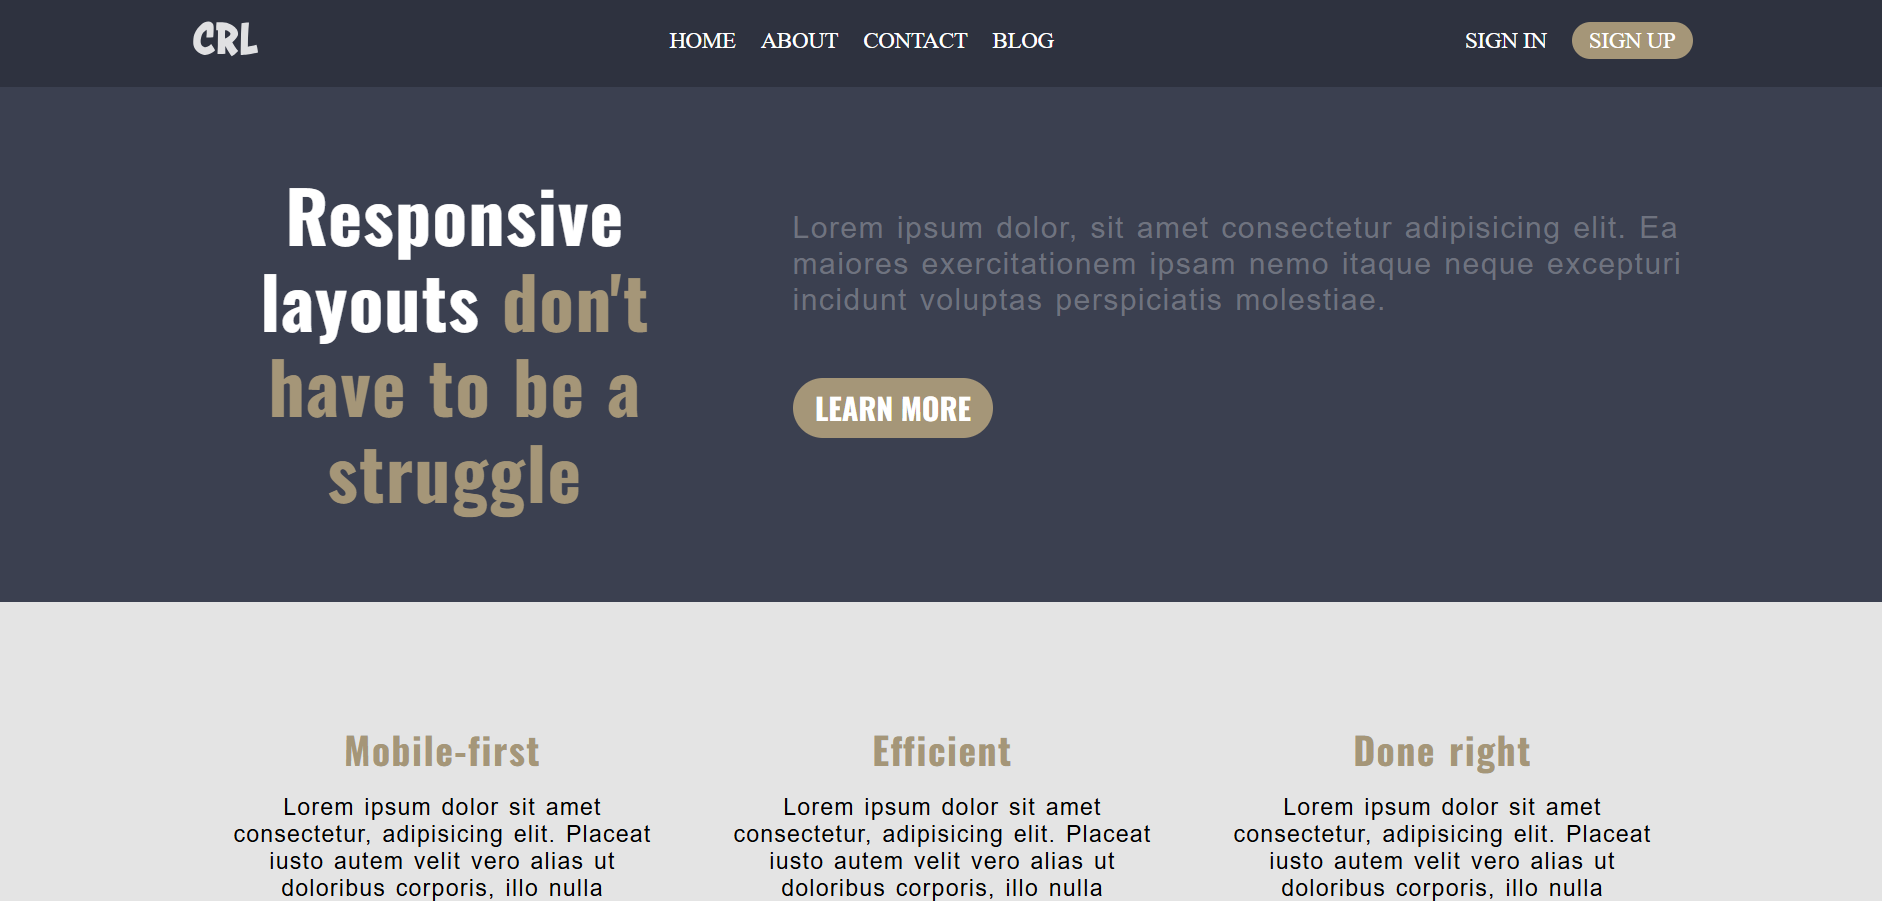 CRL
HOME ABOUT CONTACT BLOG
SIGN IN SIGN UP
Responsive
layouts don't
have to be a
struggle
Lorem ipsum dolor, sit amet consectetur adipisicing elit. Ea
maiores exercitationem ipsam nemo itaque neque excepturi
incidunt voluptas perspiciatis molestiae.
LEARN MORE
Mobile-first
Lorem ipsum dolor sit amet
consectetur, adipisicing elit. Placeat
iusto autem velit vero alias ut
doloribus corporis, illo nulla
Efficient
Lorem ipsum dolor sit amet
consectetur, adipisicing elit. Placeat
iusto autem velit vero alias ut
doloribus corporis, illo nulla
Done right
Lorem ipsum dolor sit amet
consectetur, adipisicing elit. Placeat
iusto autem velit vero alias ut
doloribus corporis, illo nulla